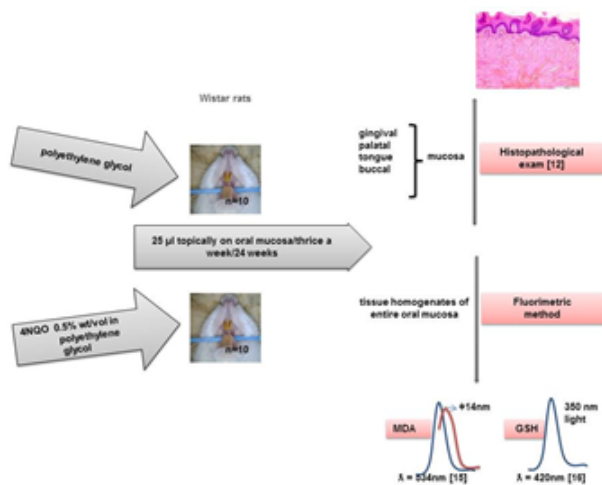 Wistar rats
polyethylene glycol
n=10
gingival
palatal
tongue
buccal
mucosa
Histopathological
exam [12]
25 µl topically on oral mucosa/thrice a
week/24 weeks
4NQO 0.5% wt/vol in
polyethylene
glycol
n=10
tissue homogenates of
entire oral mucosa
Fluorimetric
method
MDA
+14nm
λ = 534nm [15]
GSH
350 nm
light
λ = 420nm [16]